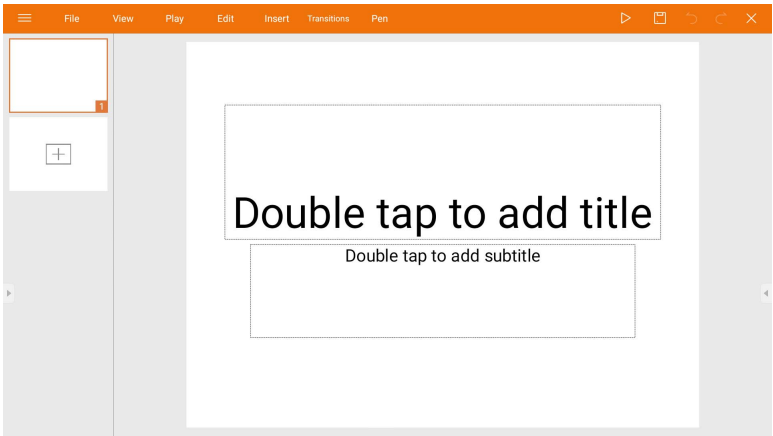 File View Play Edit Insert Transitions Pen
1
Double tap to add title
Double tap to add subtitle